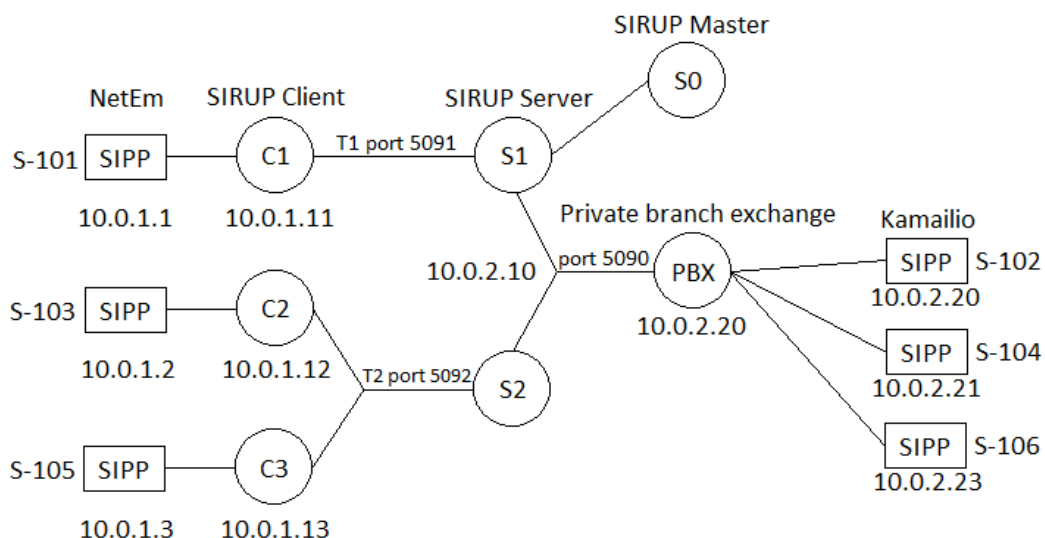 SIRUP Master
S0
NetEm
SIRUP Client
SIRUP Server
S-101
SIPP
C1
T1 port 5091
S1
10.0.1.1
10.0.1.11
Private branch exchange
Kamailio
10.0.2.10
port 5090
PBX
SIPP
S-102
10.0.2.20
10.0.2.20
S-103
SIPP
C2
10.0.1.2
10.0.1.12
T2 port 5092
S2
SIPP
S-104
10.0.2.21
S-105
SIPP
C3
10.0.1.3
10.0.1.13
SIPP
S-106
10.0.2.23